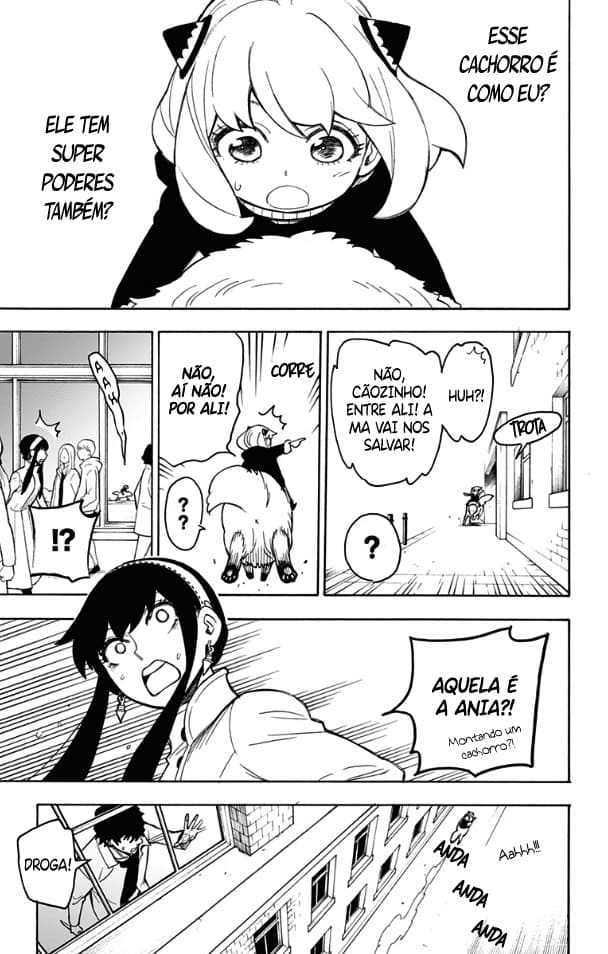 ESSE
CACHORRO É
COMO EU?
ELE TEM
SUPER
PODERES
TAMBÉM?
HUH?!
TROTA
NÃO,
CÃOZINHO!
ENTRE ALI! A
MA VAI NOS
SALVAR!
?
CORRE
NÃO,
AÍ NÃO!
POR ALI!
??
AAH
!?
AQUELA É
A ANIA?!
Montando um
cachorro?!
Aahhh!!!
ANDA
ANDA
ANDA
DROGA!